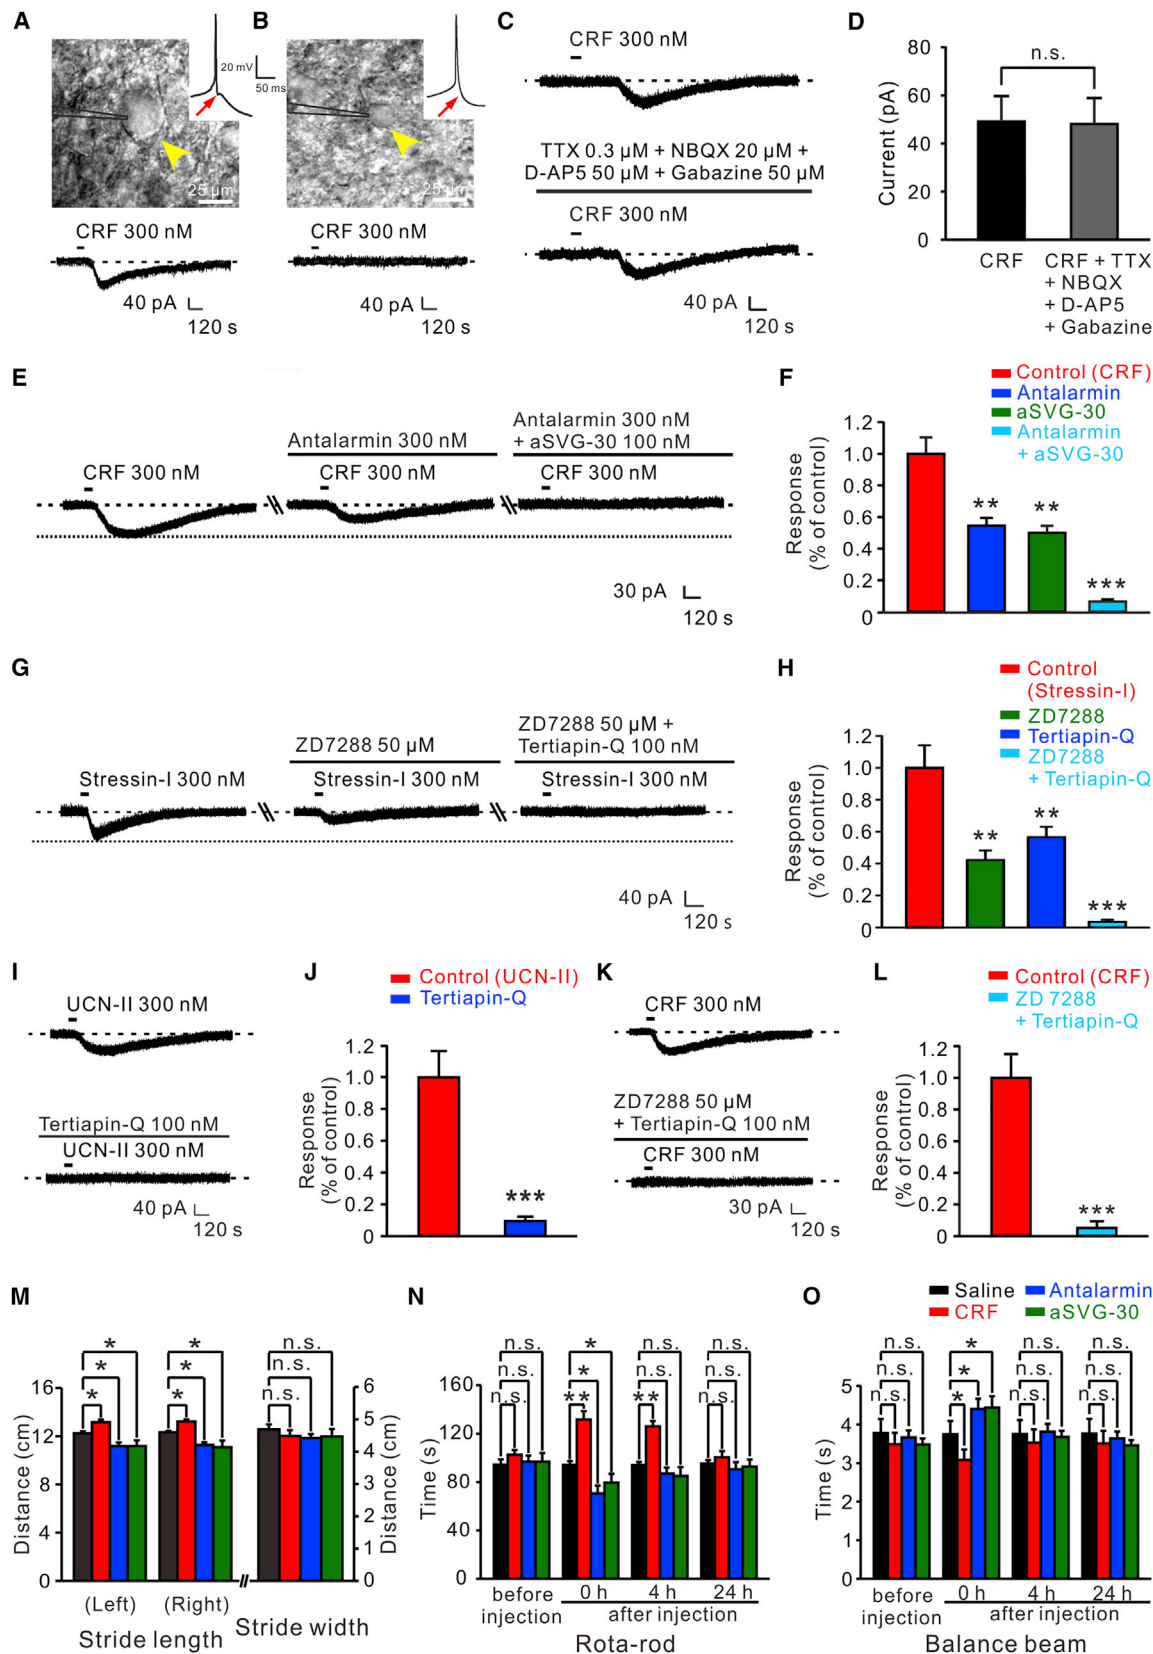 A
20 mV
50 ms
25 μm
CRF 300 nM
40 pA
120 s
B
25 μm
CRF 300 nM
40 pA
120 s
C
CRF 300 nM
TTX 0.3 μM + NBQX 20 μM +
D-AP5 50 μM + Gabazine 50 μM
CRF 300 nM
40 pA
120 s
D
n.s.
80
60
40
20
0
Current (pA)
CRF
CRF + TTX
+ NBQX
+ D-AP5
+ Gabazine
E
CRF 300 nM
Antalarmin 300 nM
CRF 300 nM
Antalarmin 300 nM
+ aSVG-30 100 nM
CRF 300 nM
30 pA
120 s
F
Control (CRF)
Antalarmin
aSVG-30
Antalarmin
+ aSVG-30
1.2
1.0
0.8
0.6
0.4
0.2
0
Response
(% of control)
**
**
***
G
Stressin-I 300 nM
ZD7288 50 μM
Stressin-I 300 nM
ZD7288 50 μM +
Tertiapin-Q 100 nM
Stressin-I 300 nM
40 pA
120 s
H
Control
(Stressin-I)
ZD7288
Tertiapin-Q
ZD7288
+ Tertiapin-Q
1.2
1.0
0.8
0.6
0.4
0.2
0
Response
(% of control)
**
**
***
I
UCN-II 300 nM
Tertiapin-Q 100 nM
UCN-II 300 nM
40 pA
120 s
J
Control (UCN-II)
Tertiapin-Q
1.2
1.0
0.8
0.6
0.4
0.2
0
Response
(% of control)
***
K
CRF 300 nM
ZD7288 50 μM
+ Tertiapin-Q 100 nM
CRF 300 nM
30 pA
120 s
L
Control (CRF)
ZD 7288
+ Tertiapin-Q
1.2
1.0
0.8
0.6
0.4
0.2
0
Response
(% of control)
***
M
* * *
* * *
n.s. n.s. n.s.
16
12
8
4
0
Distance (cm)
6
5
4
3
2
1
0
Distance (cm)
(Left) (Right)
Stride length
Stride width
N
n.s. n.s. n.s.
* * **
n.s. n.s. **
n.s. n.s. n.s.
160
120
80
40
0
Time (s)
before
injection
0 h 4 h 24 h
after injection
Rota-rod
O
Saline
CRF
Antalarmin
aSVG-30
n.s. n.s. n.s.
* * *
n.s. n.s. n.s.
n.s. n.s. n.s.
5
4
3
2
1
0
Time (s)
before
injection
0 h 4 h 24 h
after injection
Balance beam